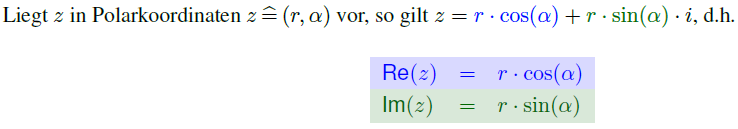 Liegt z in Polarkoordinaten z ≙ (r, α) vor, so gilt z = r · cos(α) + r · sin(α) · i, d.h.
Re(z) = r · cos(α)
Im(z) = r · sin(α)